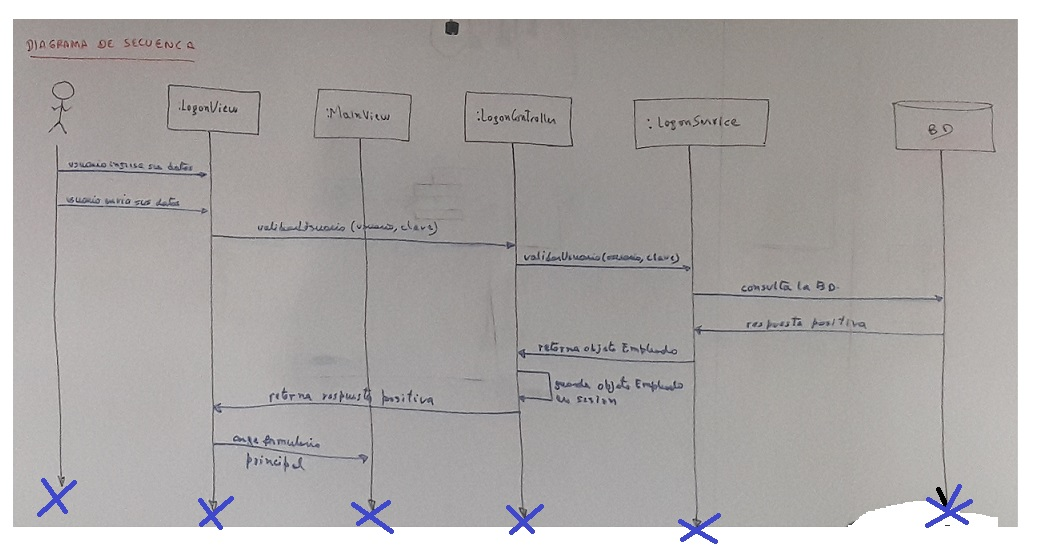 DIAGRAMA DE SECUENCA
:LogonView
:MainView
:LogonController
:LogonService
BD
usuario ingresa sus datos
usuario envia sus datos
validarUsuario (usuario, clave)
validarUsuario (usuario, clave)
consulta la BD.
respuesta positiva
retorna objeto Empleado
guarda objeto Empleado
en sesion
retorna respuesta positiva
carga formulario
principal